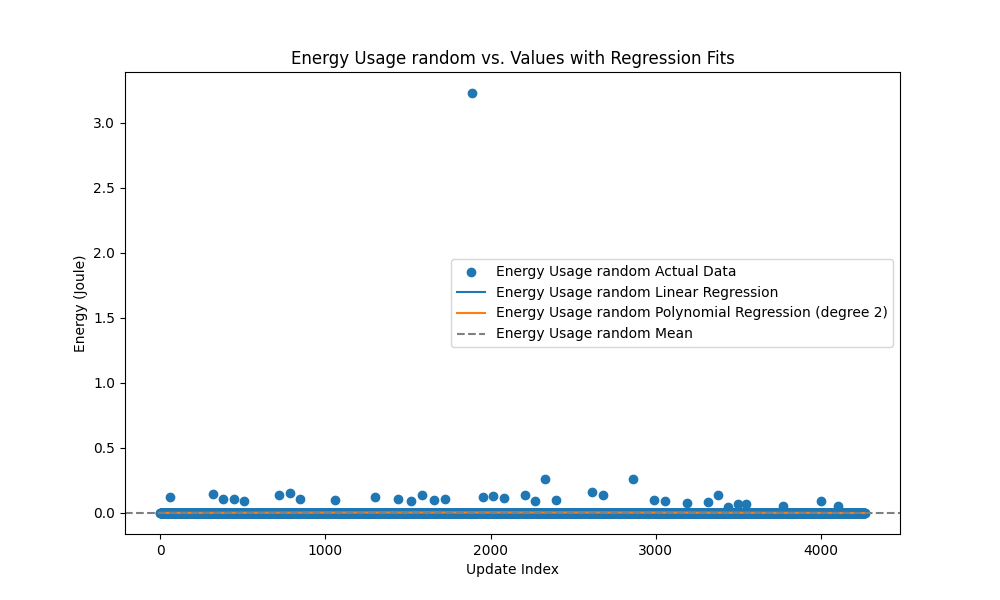 Energy Usage random vs. Values with Regression Fits
3.0
2.5
2.0
1.5
1.0
0.5
0.0
Energy (Joule)
Energy Usage random Actual Data
Energy Usage random Linear Regression
Energy Usage random Polynomial Regression (degree 2)
Energy Usage random Mean
0 1000 2000 3000 4000
Update Index